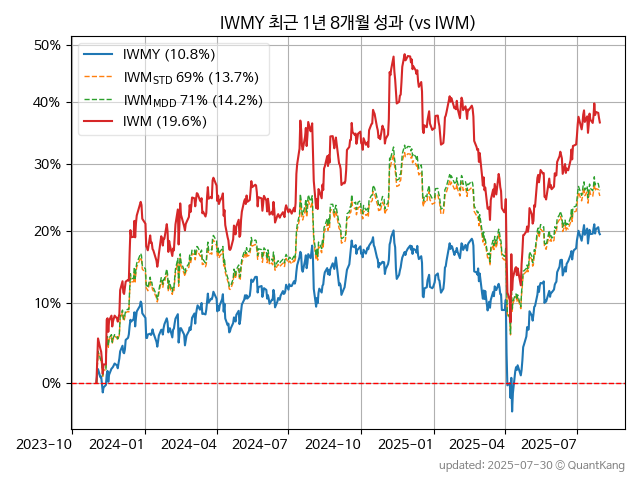 IWMY 최근 1년 8개월 성과 (vs IWM)
IWMY (10.8%)
IWM_STD 69% (13.7%)
IWM_MDD 71% (14.2%)
IWM (19.6%)
50%
40%
30%
20%
10%
0%
2023-10 2024-01 2024-04 2024-07 2024-10 2025-01 2025-04 2025-07
updated: 2025-07-30 © QuantKang